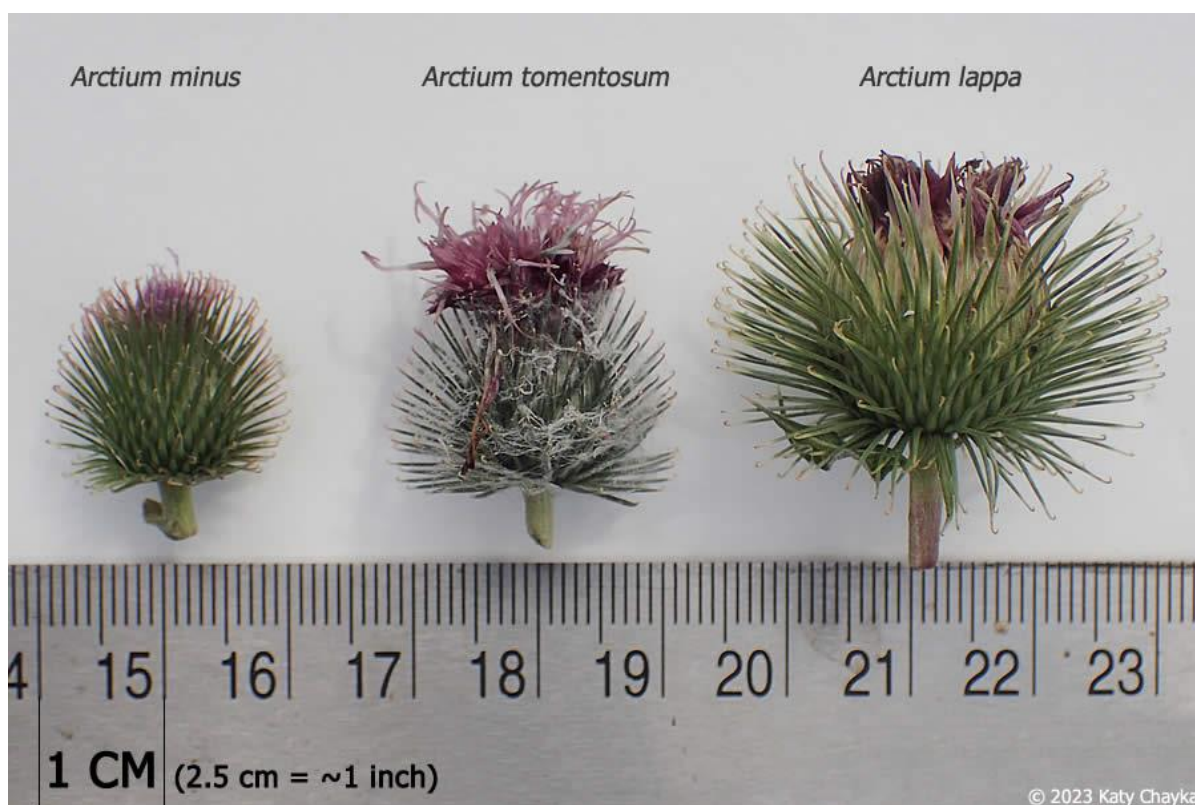 Arctium minus Arctium tomentosum Arctium lappa
4 15 16 17 18 19 20 21 22 23
1 CM (2.5 cm = ~1 inch)
© 2023 Katy Chayka